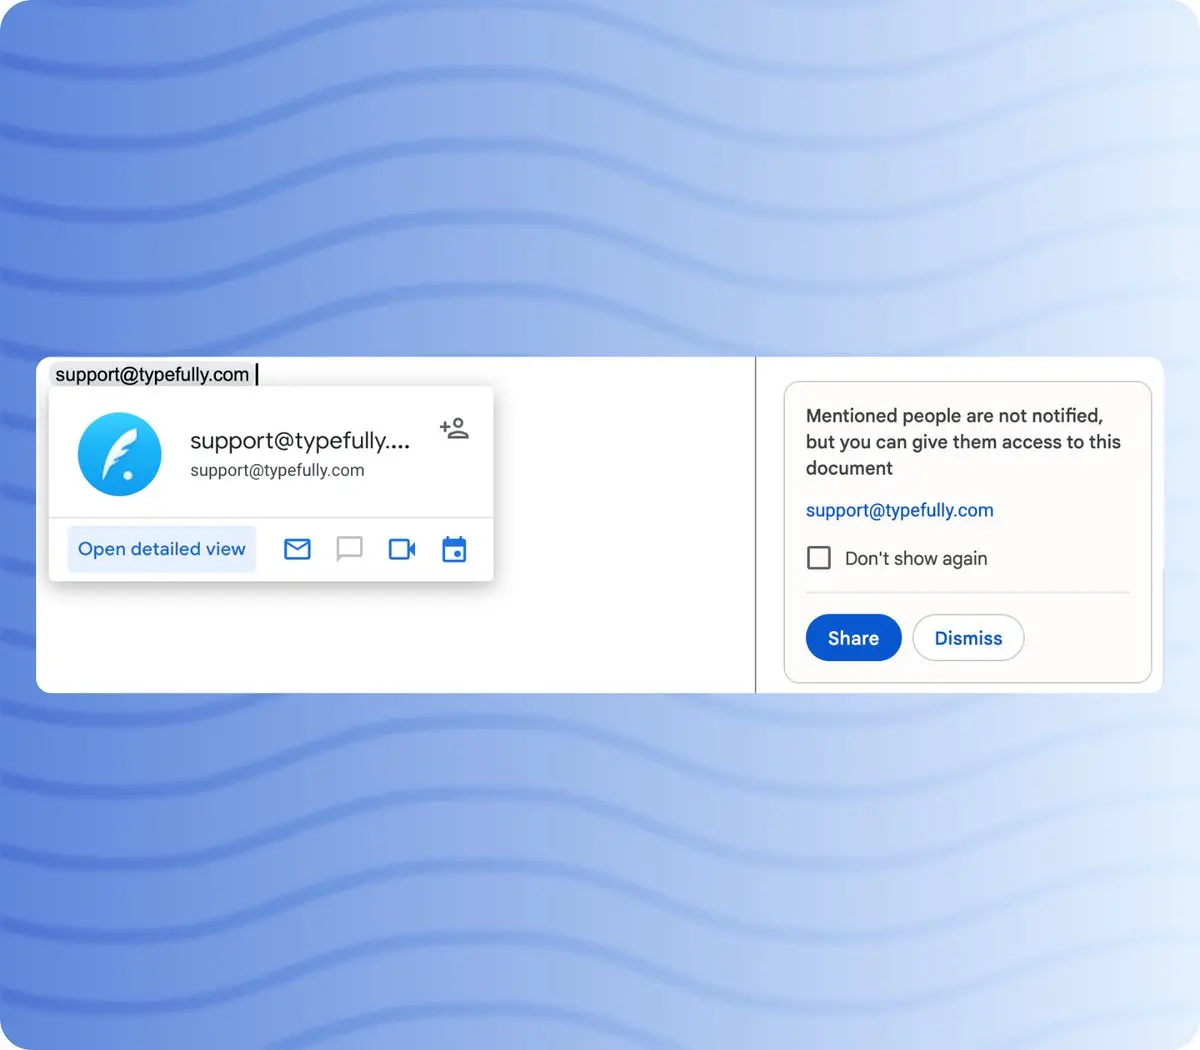 support@typefully.com
support@typefully....
support@typefully.com
Open detailed view
Mentioned people are not notified,
but you can give them access to this
document
support@typefully.com
Don't show again
Share
Dismiss